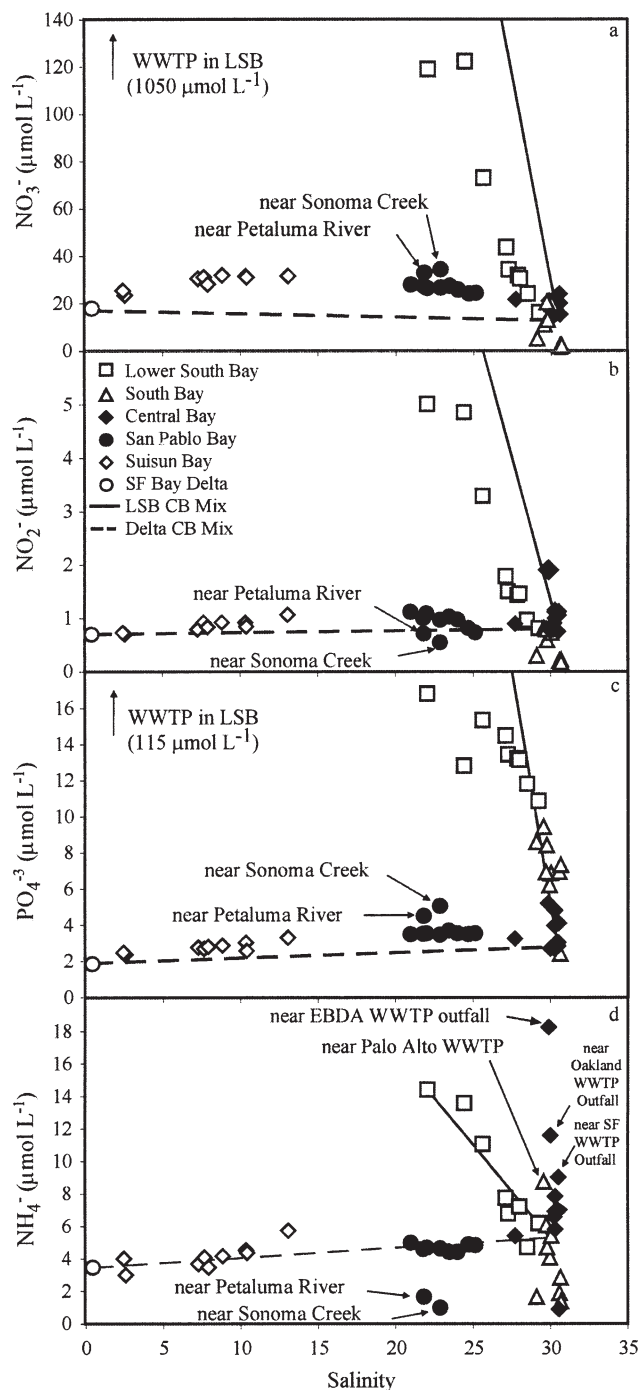 140
120
100
80
60
40
20
0
NO₃⁻ (μmol L⁻¹)
a
WWTP in LSB
(1050 μmol L⁻¹)
near Sonoma Creek
near Petaluma River
5
4
3
2
1
0
NO₂⁻ (μmol L⁻¹)
b
Lower South Bay
South Bay
Central Bay
San Pablo Bay
Suisun Bay
SF Bay Delta
LSB CB Mix
Delta CB Mix
near Petaluma River
near Sonoma Creek
16
14
12
10
8
6
4
2
0
PO₄⁻³ (μmol L⁻¹)
c
WWTP in LSB
(115 μmol L⁻¹)
near Sonoma Creek
near Petaluma River
18
16
14
12
10
8
6
4
2
0
NH₄⁻ (μmol L⁻¹)
d
near EBDA WWTP outfall
near Palo Alto WWTP
near
Oakland
WWTP
Outfall
near SF
WWTP
Outfall
near Petaluma River
near Sonoma Creek
0 5 10 15 20 25 30 35
Salinity